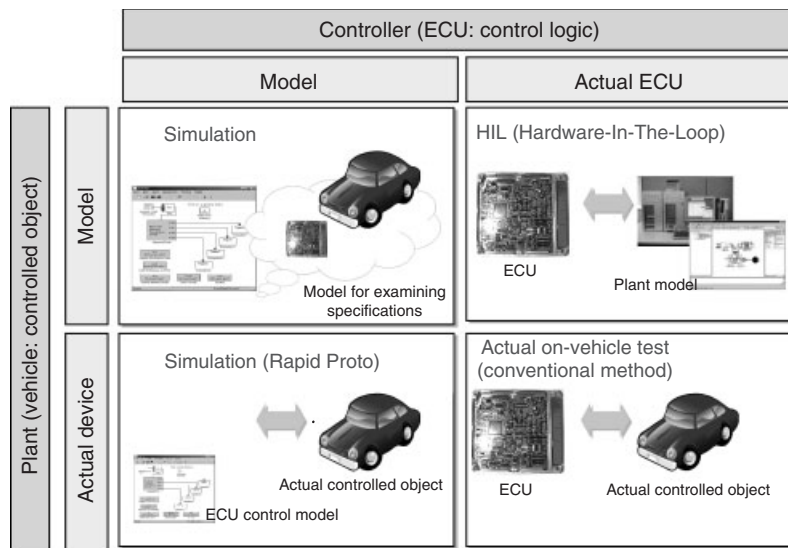 Controller (ECU: control logic)
Model
Actual ECU
Plant (vehicle: controlled object)
Model
Simulation
Model for examining
specifications
HIL (Hardware-In-The-Loop)
ECU
Plant model
Actual device
Simulation (Rapid Proto)
ECU control model
Actual controlled object
Actual on-vehicle test
(conventional method)
ECU
Actual controlled object